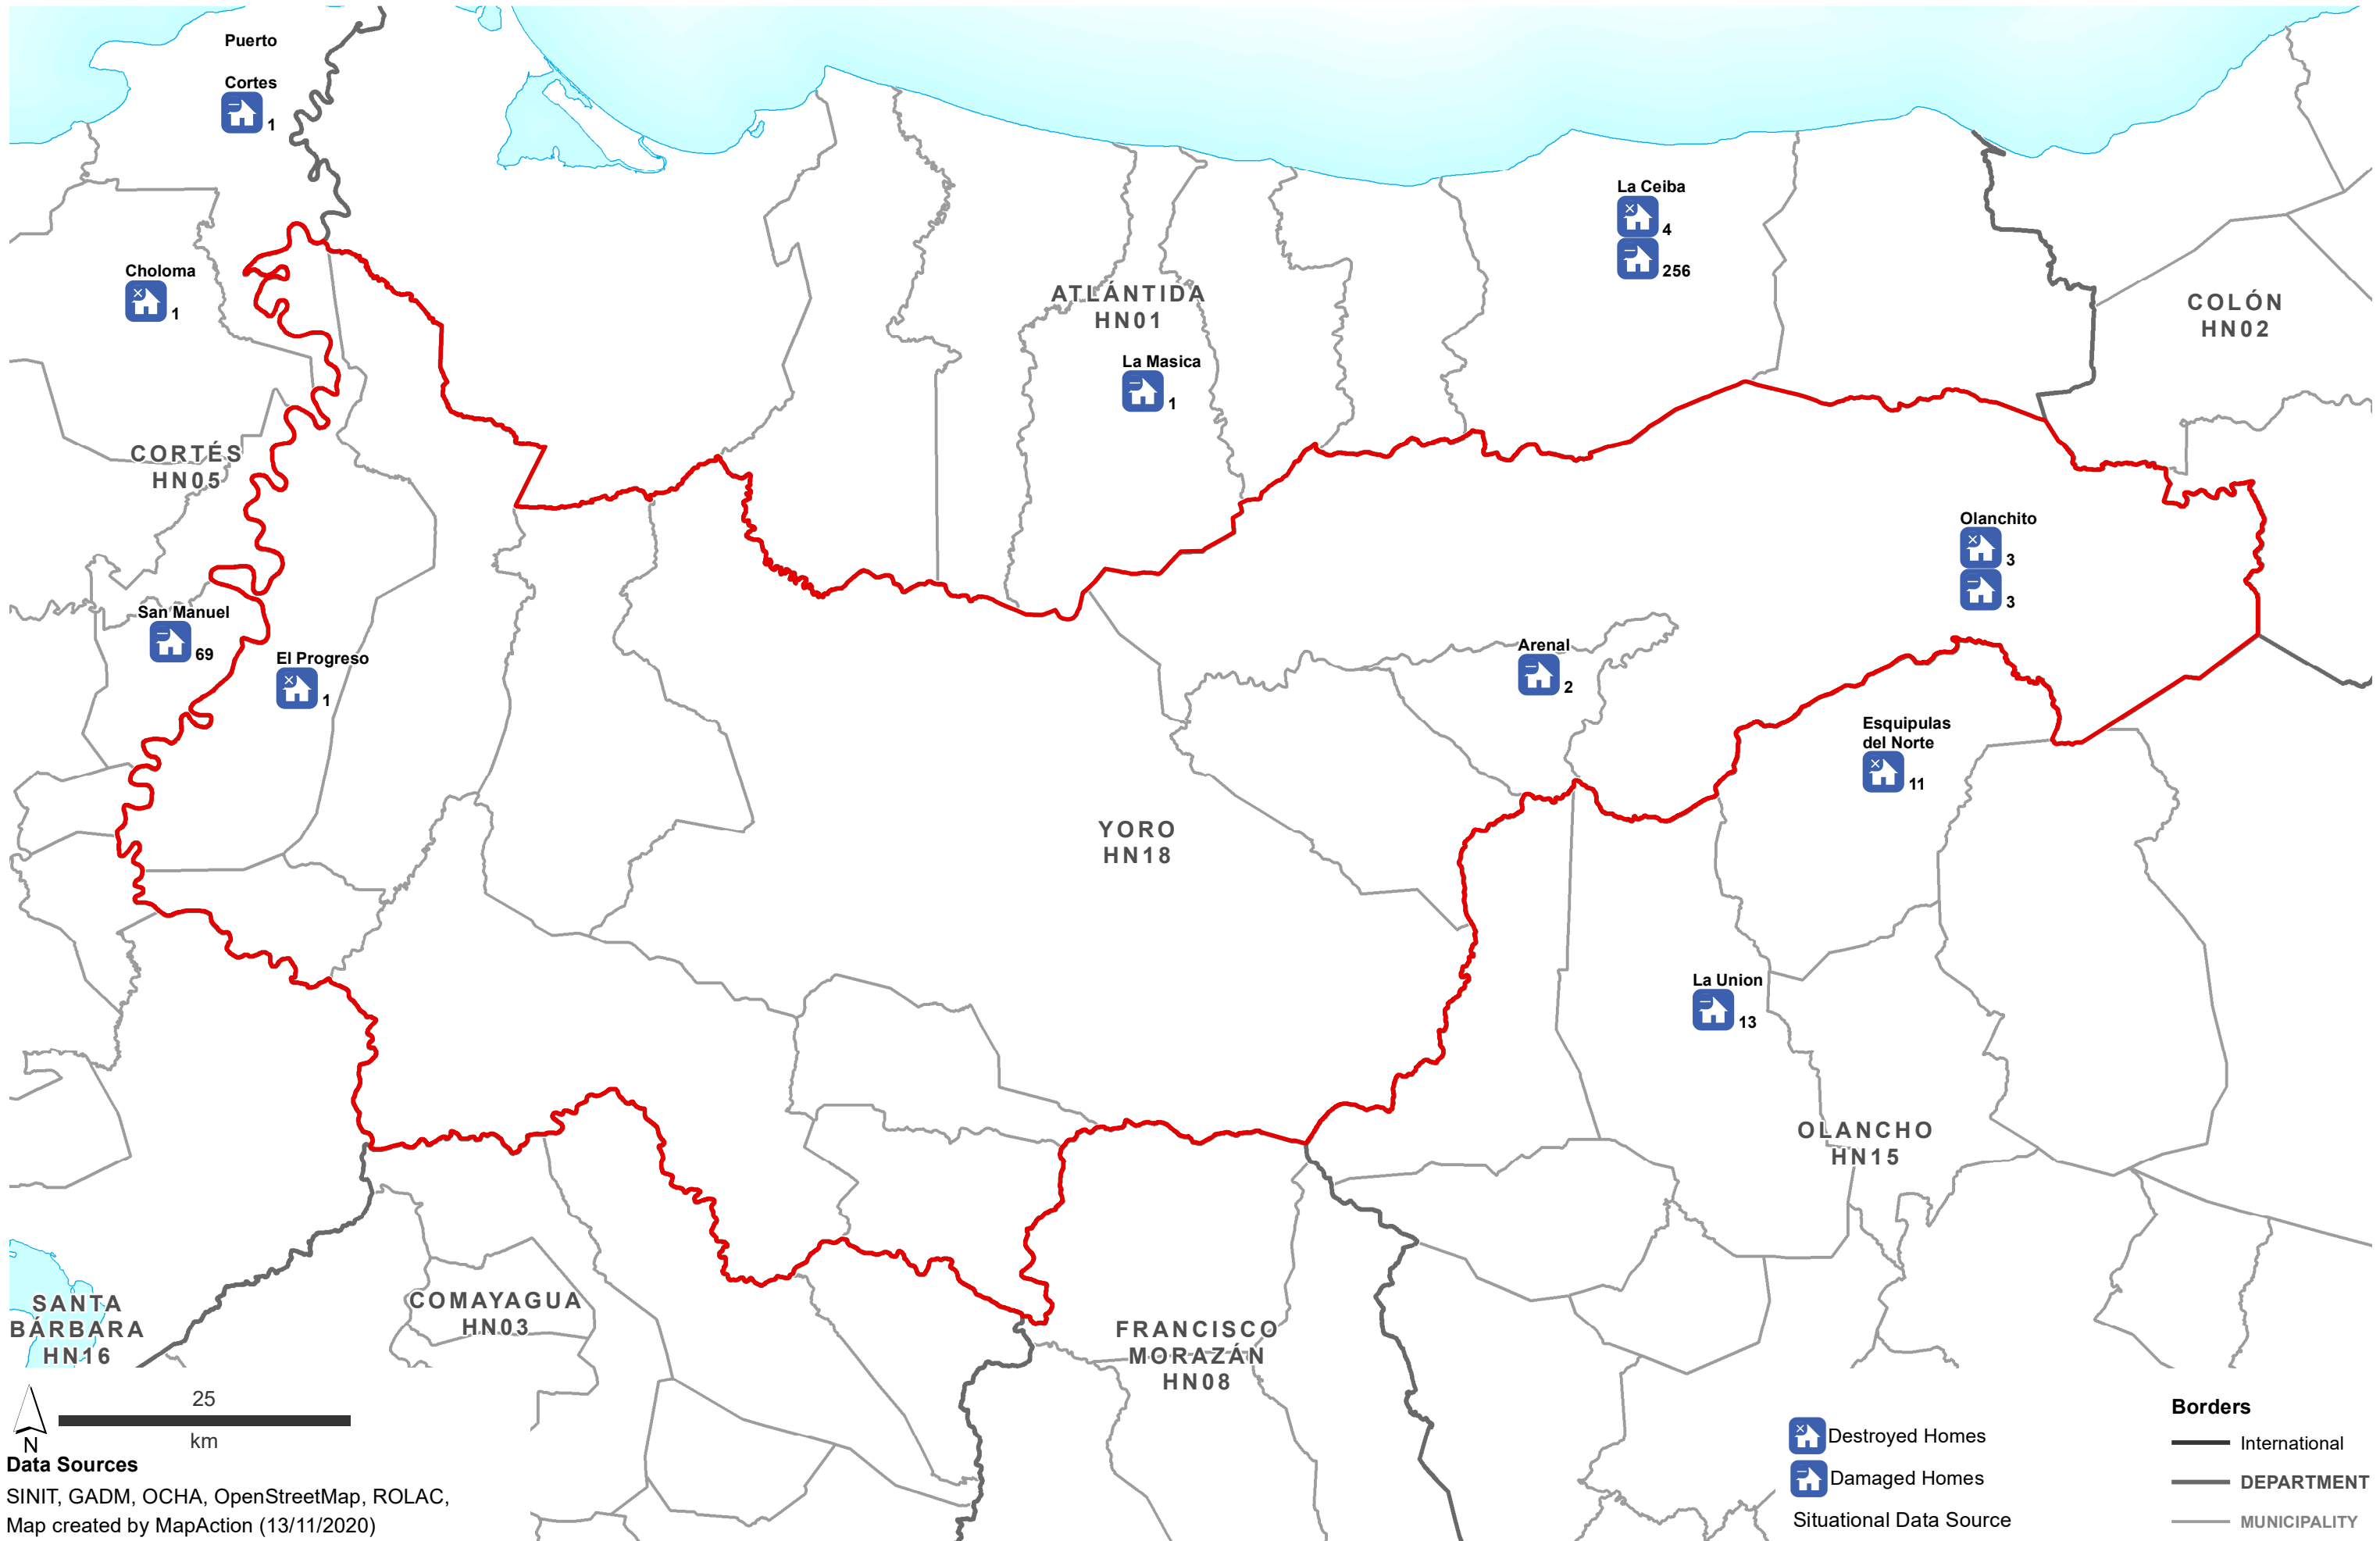 Puerto
Cortes
1
La Ceiba
4
256
Choloma
1
ATLÁNTIDA
HN01
COLÓN
HN02
La Masica
1
CORTÉS
HN05
Olanchito
3
3
San Manuel
69
El Progreso
1
Arenal
2
Esquipulas
del Norte
11
YORO
HN18
La Union
13
OLANCHO
HN15
SANTA
BÁRBARA
HN16
COMAYAGUA
HN03
FRANCISCO
MORAZÁN
HN08
25
km
N
Data Sources
SINIT, GADM, OCHA, OpenStreetMap, ROLAC,
Map created by MapAction (13/11/2020)
Destroyed Homes
Damaged Homes
Situational Data Source
Borders
International
DEPARTMENT
MUNICIPALITY